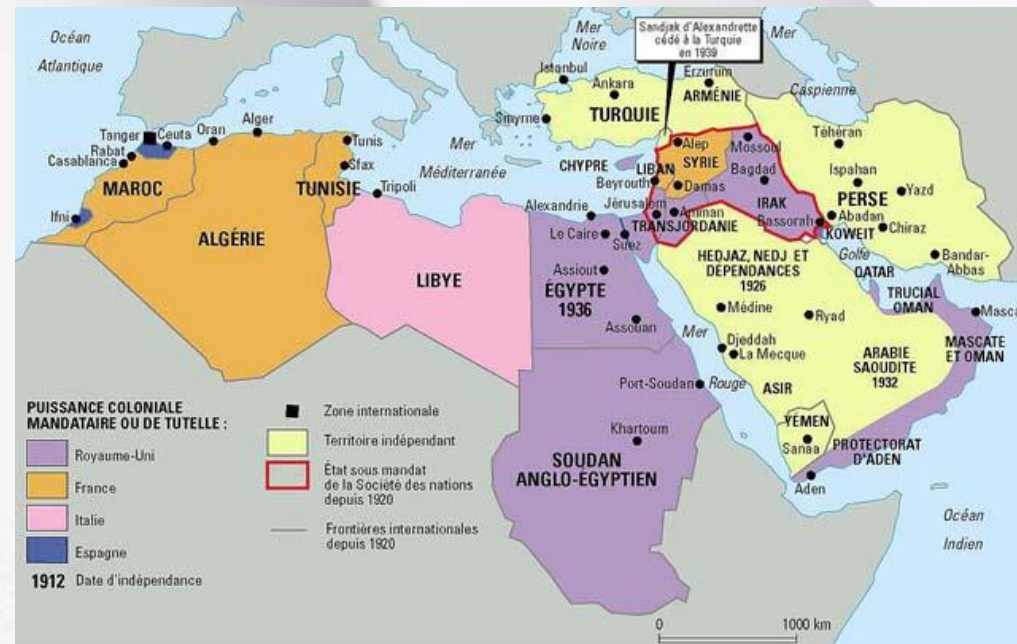 Océan
Atlantique
Mer
Noire
Sandjak d'Alexandrette
cédé à la Turquie
en 1939
Mer
Caspienne
Istanbul
Ankara
Erzurum
ARMÉNIE
TURQUIE
Smyrne
Téhéran
Tanger
Ceuta
Oran
Alger
Rabat
Casablanca
Tunis
Sfax
Mer
Méditerranée
CHYPRE
Alep
Mossoul
SYRIE
LIBAN
Beyrouth
Damas
Bagdad
Ispahan
Yazd
PERSE
MAROC
TUNISIE
Tripoli
Ifni
Alexandrie
Jérusalem
Amman
TRANSJORDANIE
IRAK
Bassorah
Abadan
Chiraz
KOWEIT
Le Caire
Suez
ALGÉRIE
LIBYE
Assiout
ÉGYPTE
1936
Assouan
HEDJAZ, NEDJ ET
DÉPENDANCES
1926
Golfe
Bandar-
Abbas
QATAR
TRUCIAL
OMAN
Masca
MASCATE
ET OMAN
Médine
Ryad
Mer
Rouge
Djeddah
La Mecque
ARABIE
SAOUDITE
1932
ASIR
Port-Soudan
YÉMEN
Sanaa
PROTECTORAT
D'ADEN
Aden
Khartoum
SOUDAN
ANGLO-ÉGYPTIEN
Océan
Indien
PUISSANCE COLONIALE
MANDATAIRE OU DE TUTELLE :
Royaume-Uni
France
Italie
Espagne
1912 Date d'indépendance
Zone internationale
Territoire indépendant
État sous mandat
de la Société des nations
depuis 1920
Frontières internationales
depuis 1920
0 1000 km